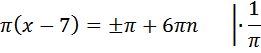 π(x − 7) = ±π + 6πn |· 1/π